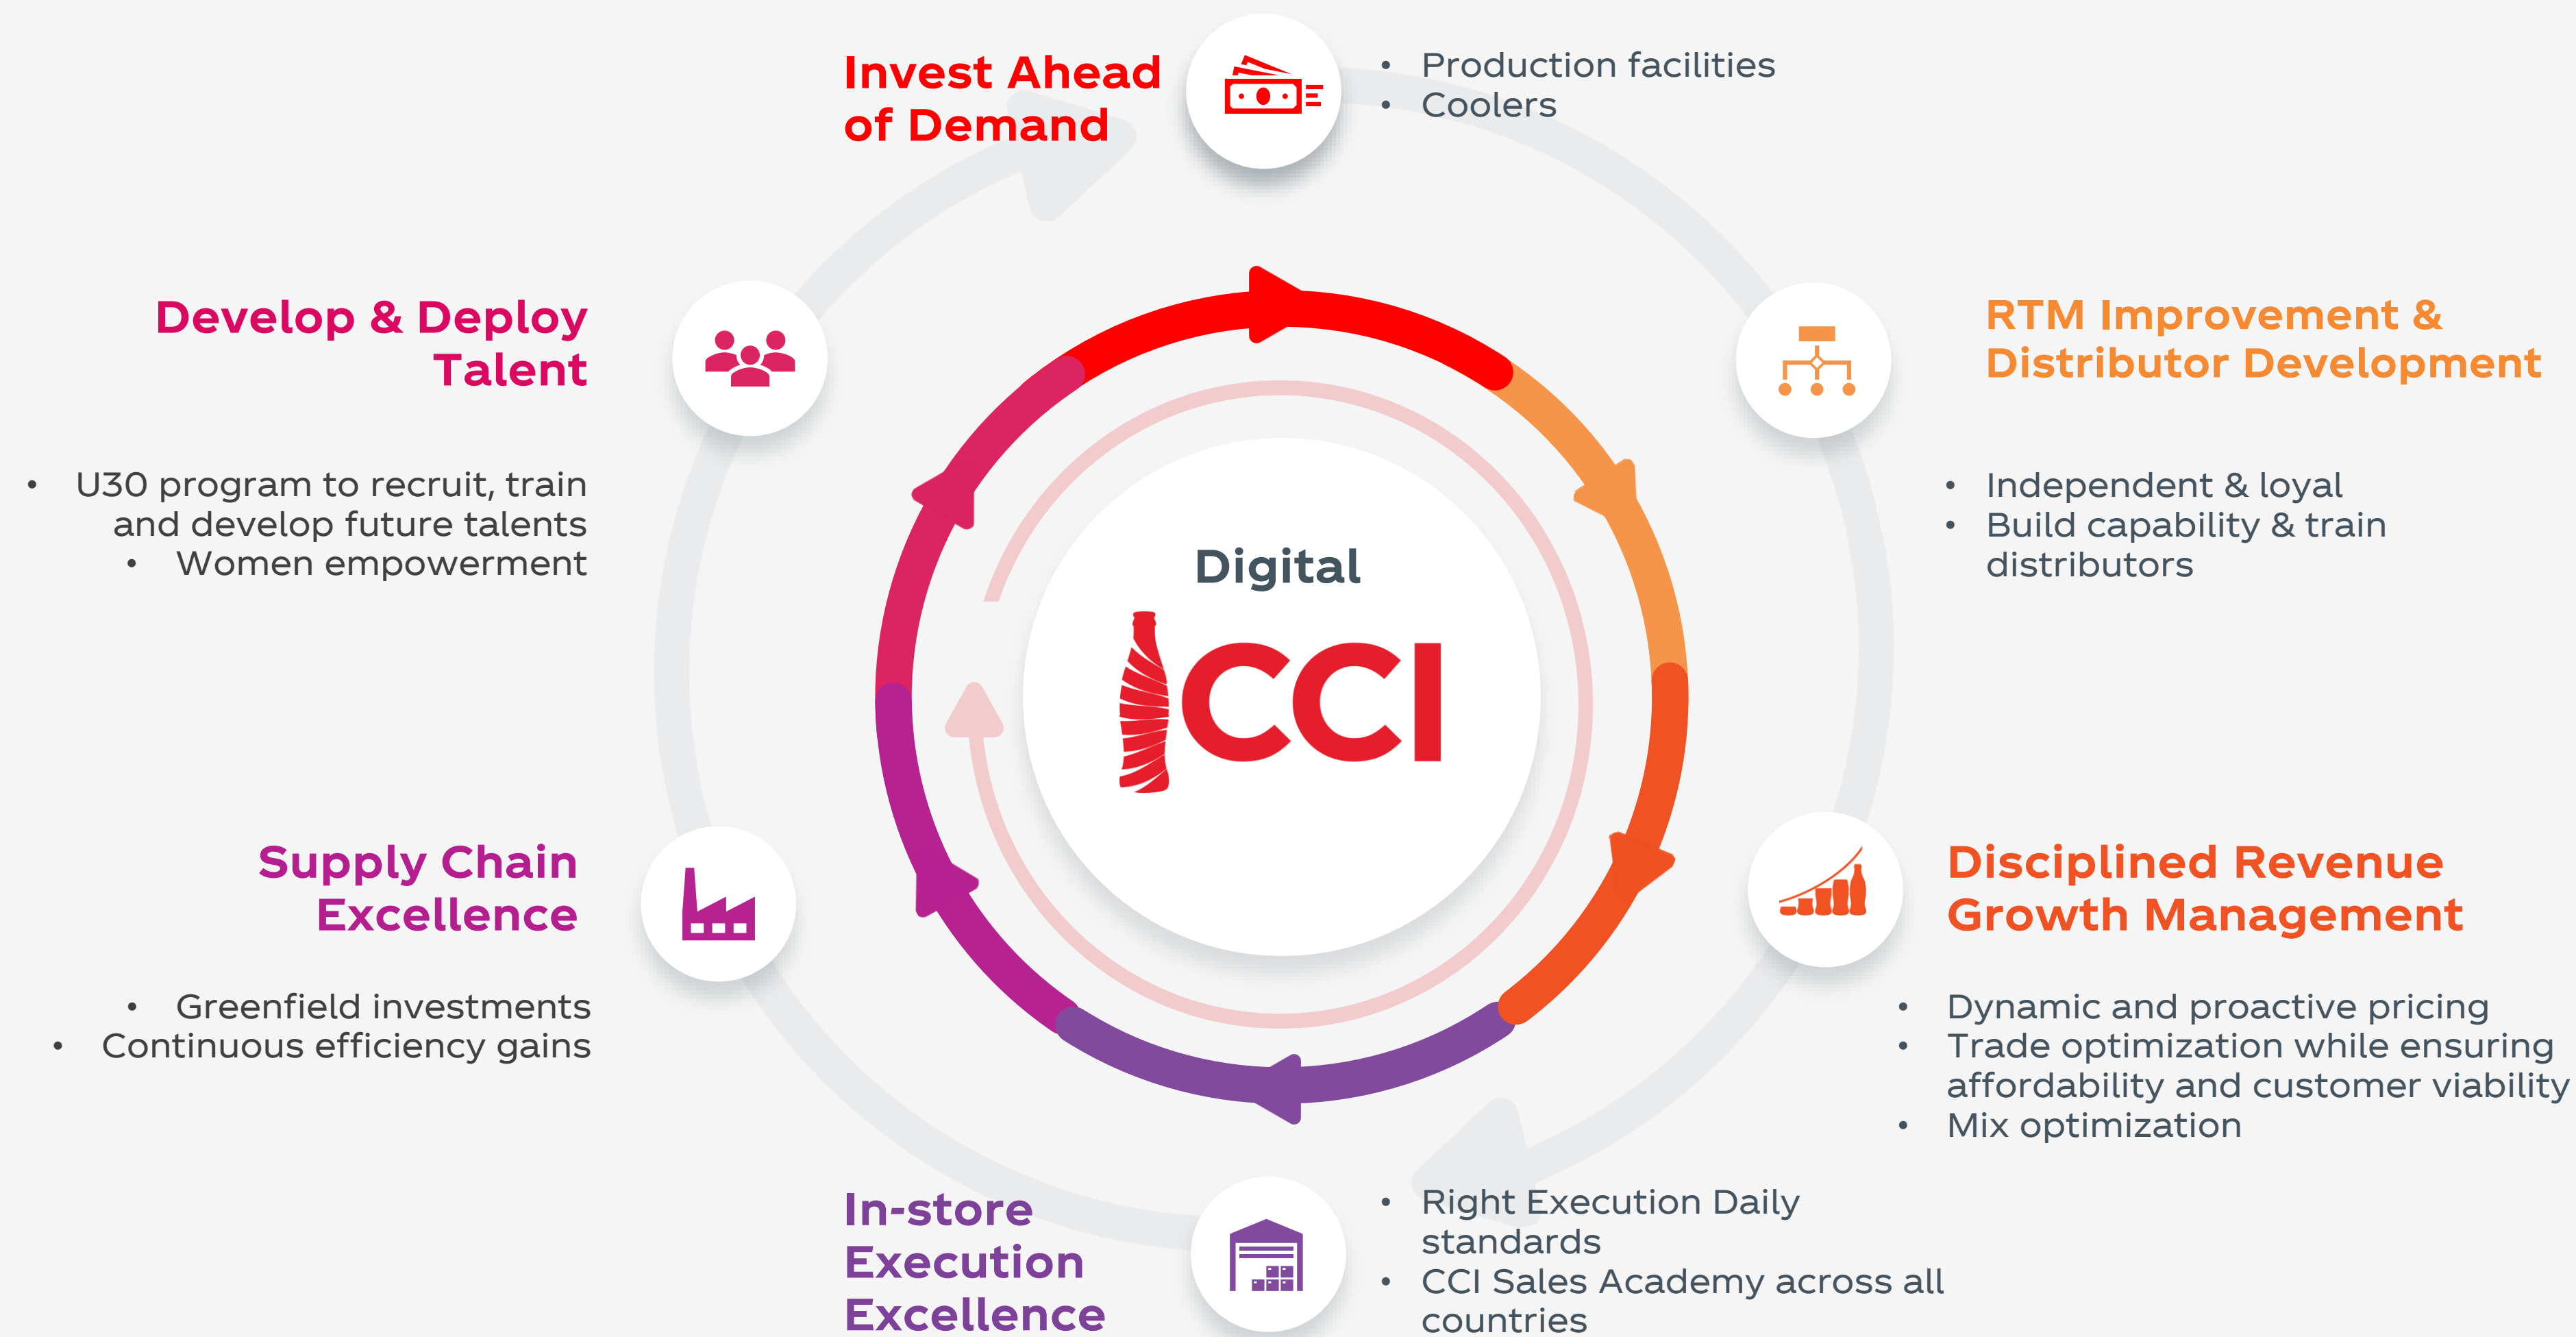 Invest Ahead
of Demand
• Production facilities
• Coolers
RTM Improvement &
Distributor Development
• Independent & loyal
• Build capability & train
distributors
Disciplined Revenue
Growth Management
• Dynamic and proactive pricing
• Trade optimization while ensuring
affordability and customer viability
• Mix optimization
In-store
Execution
Excellence
• Right Execution Daily
standards
• CCI Sales Academy across all
countries
Supply Chain
Excellence
• Greenfield investments
• Continuous efficiency gains
Develop & Deploy
Talent
• U30 program to recruit, train
and develop future talents
• Women empowerment
Digital
CCI